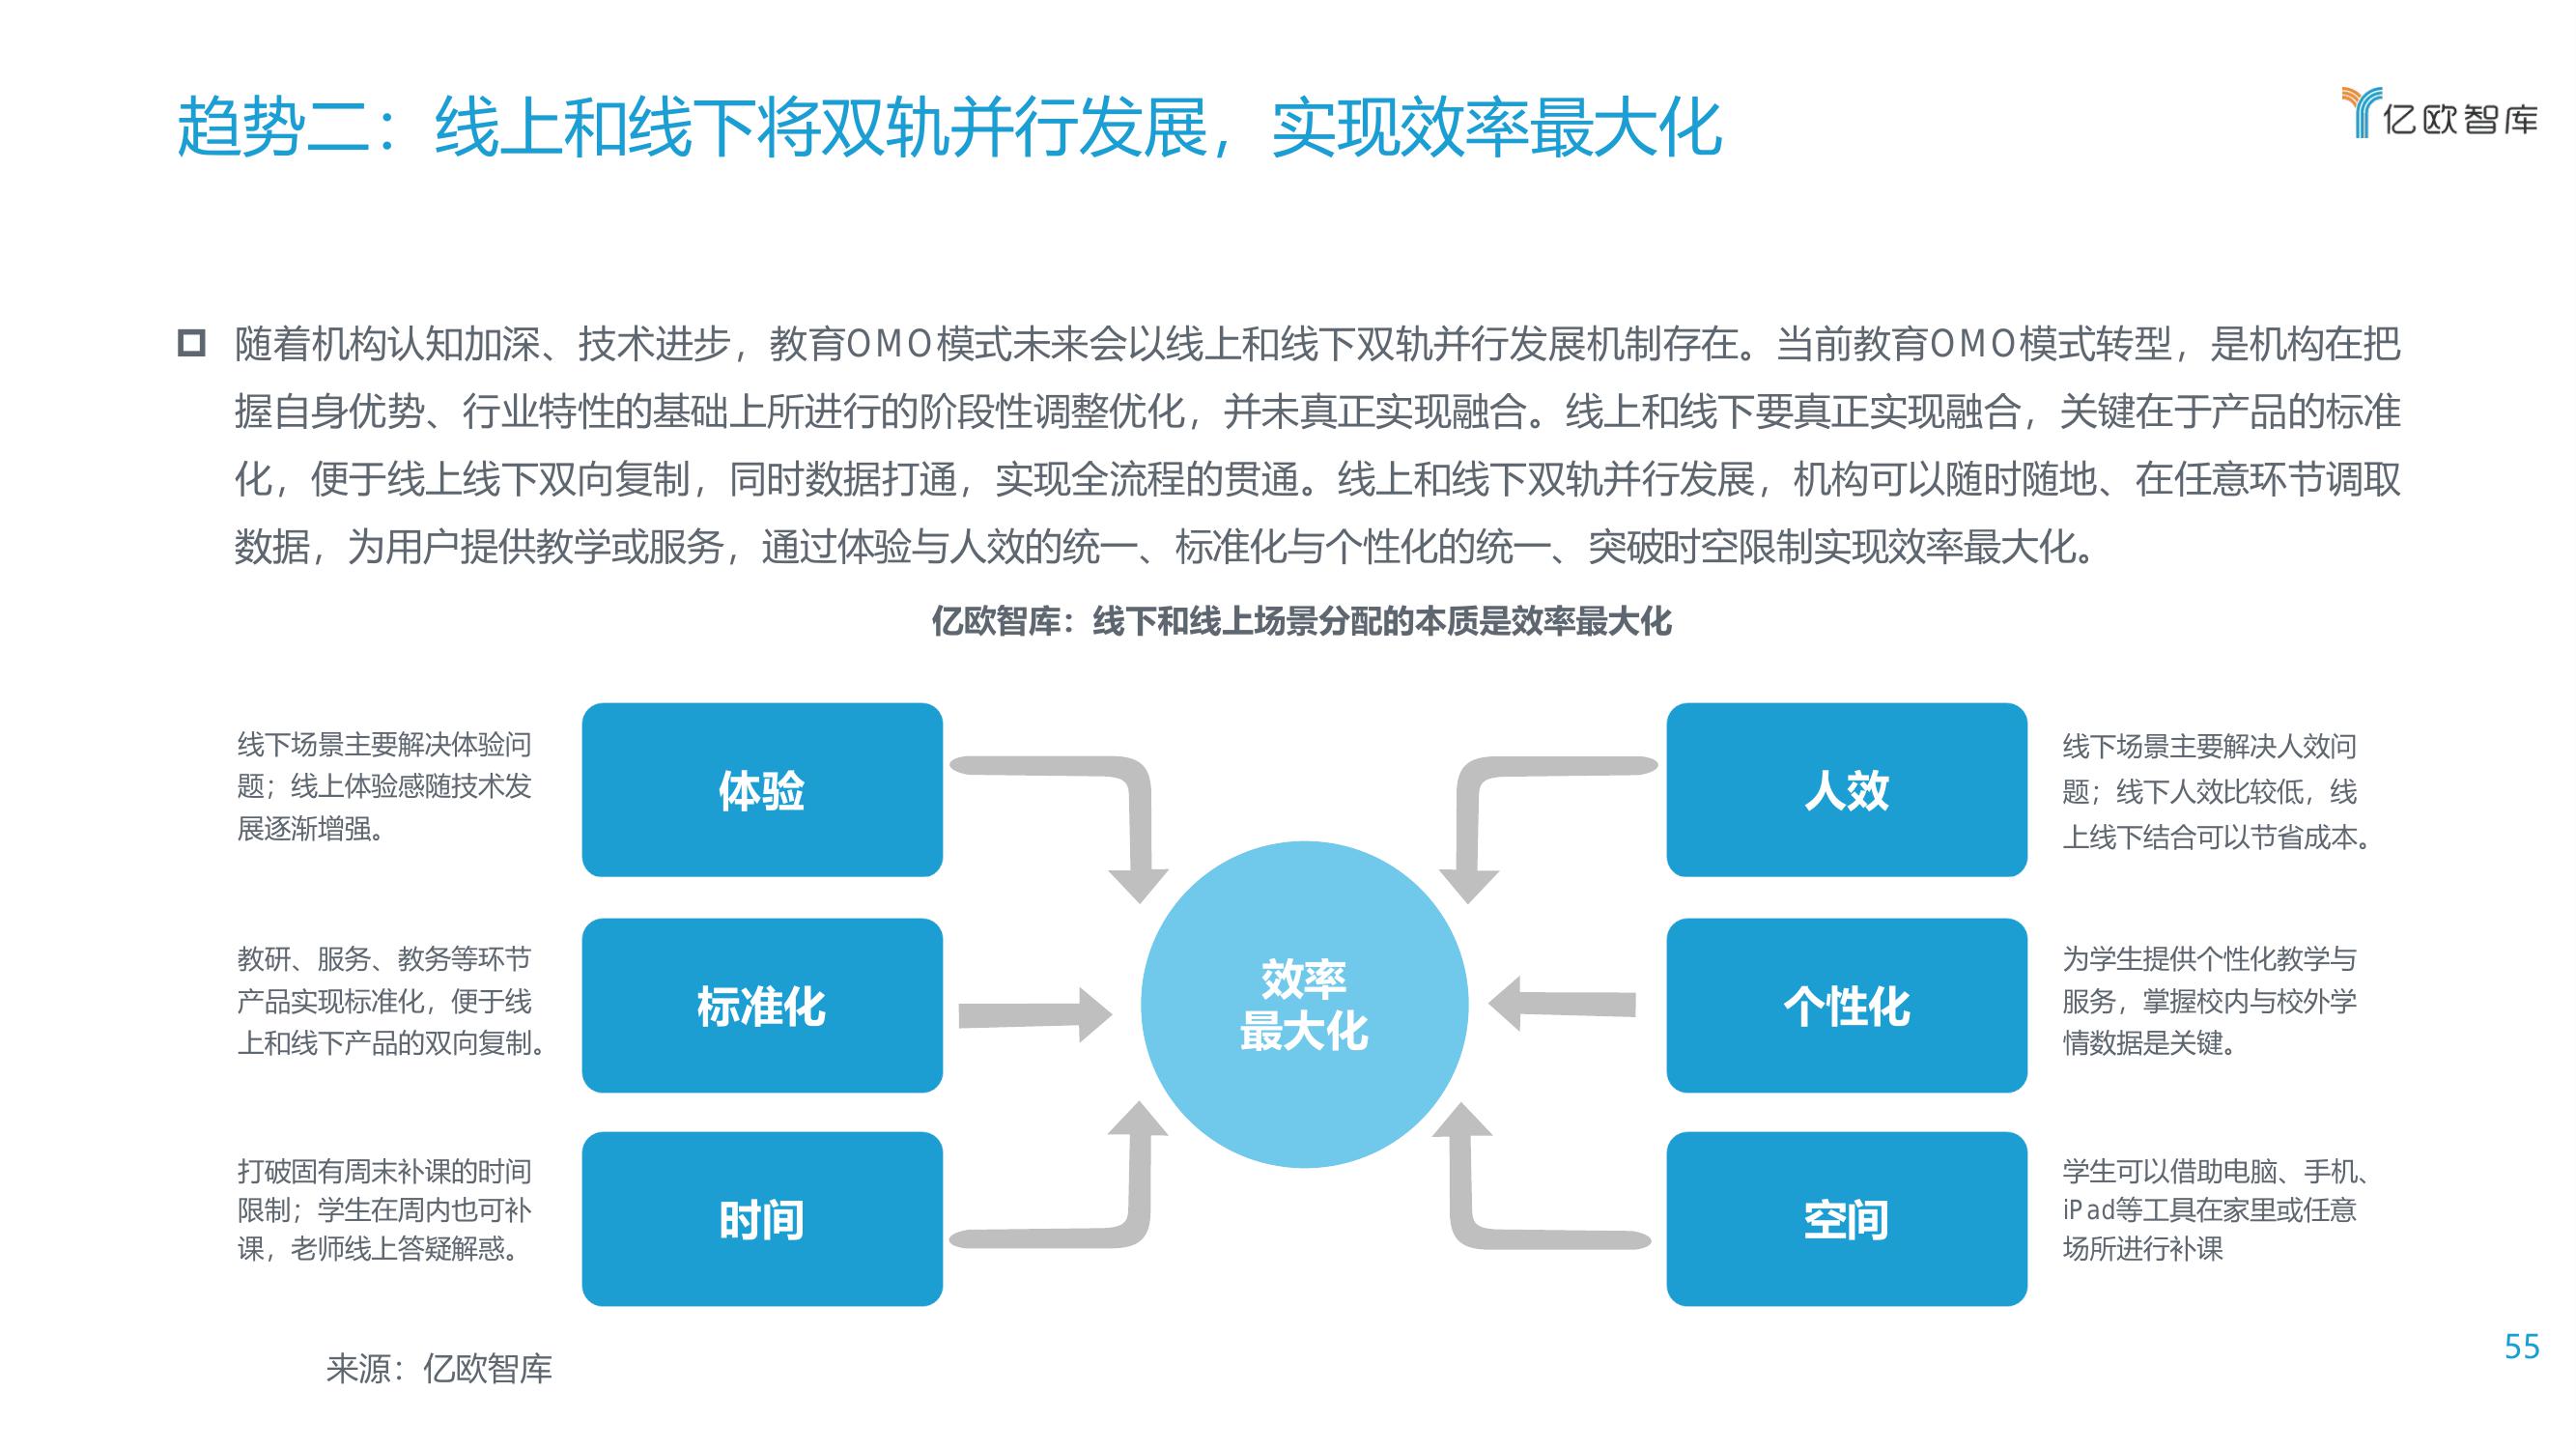 趋势二：线上和线下将双轨并行发展，实现效率最大化
亿欧智库
随着机构认知加深、技术进步，教育OMO模式未来会以线上和线下双轨并行发展机制存在。当前教育OMO模式转型，是机构在把
握自身优势、行业特性的基础上所进行的阶段性调整优化，并未真正实现融合。线上和线下要真正实现融合，关键在于产品的标准
化，便于线上线下双向复制，同时数据打通，实现全流程的贯通。线上和线下双轨并行发展，机构可以随时随地、在任意环节调取
数据，为用户提供教学或服务，通过体验与人效的统一、标准化与个性化的统一、突破时空限制实现效率最大化。
亿欧智库：线下和线上场景分配的本质是效率最大化
线下场景主要解决体验问
题；线上体验感随技术发
展逐渐增强。
体验
人效
线下场景主要解决人效问
题；线下人效比较低，线
上线下结合可以节省成本。
教研、服务、教务等环节
产品实现标准化，便于线
上和线下产品的双向复制。
标准化
效率
最大化
个性化
为学生提供个性化教学与
服务，掌握校内与校外学
情数据是关键。
打破固有周末补课的时间
限制；学生在周内也可补
课，老师线上答疑解惑。
时间
空间
学生可以借助电脑、手机、
iPad等工具在家里或任意
场所进行补课
来源：亿欧智库
55